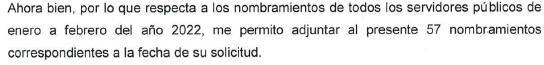 Ahora bien, por lo que respecta a los nombramientos de todos los servidores públicos de
enero a febrero del año 2022, me permito adjuntar al presente 57 nombramientos
correspondientes a la fecha de su solicitud.